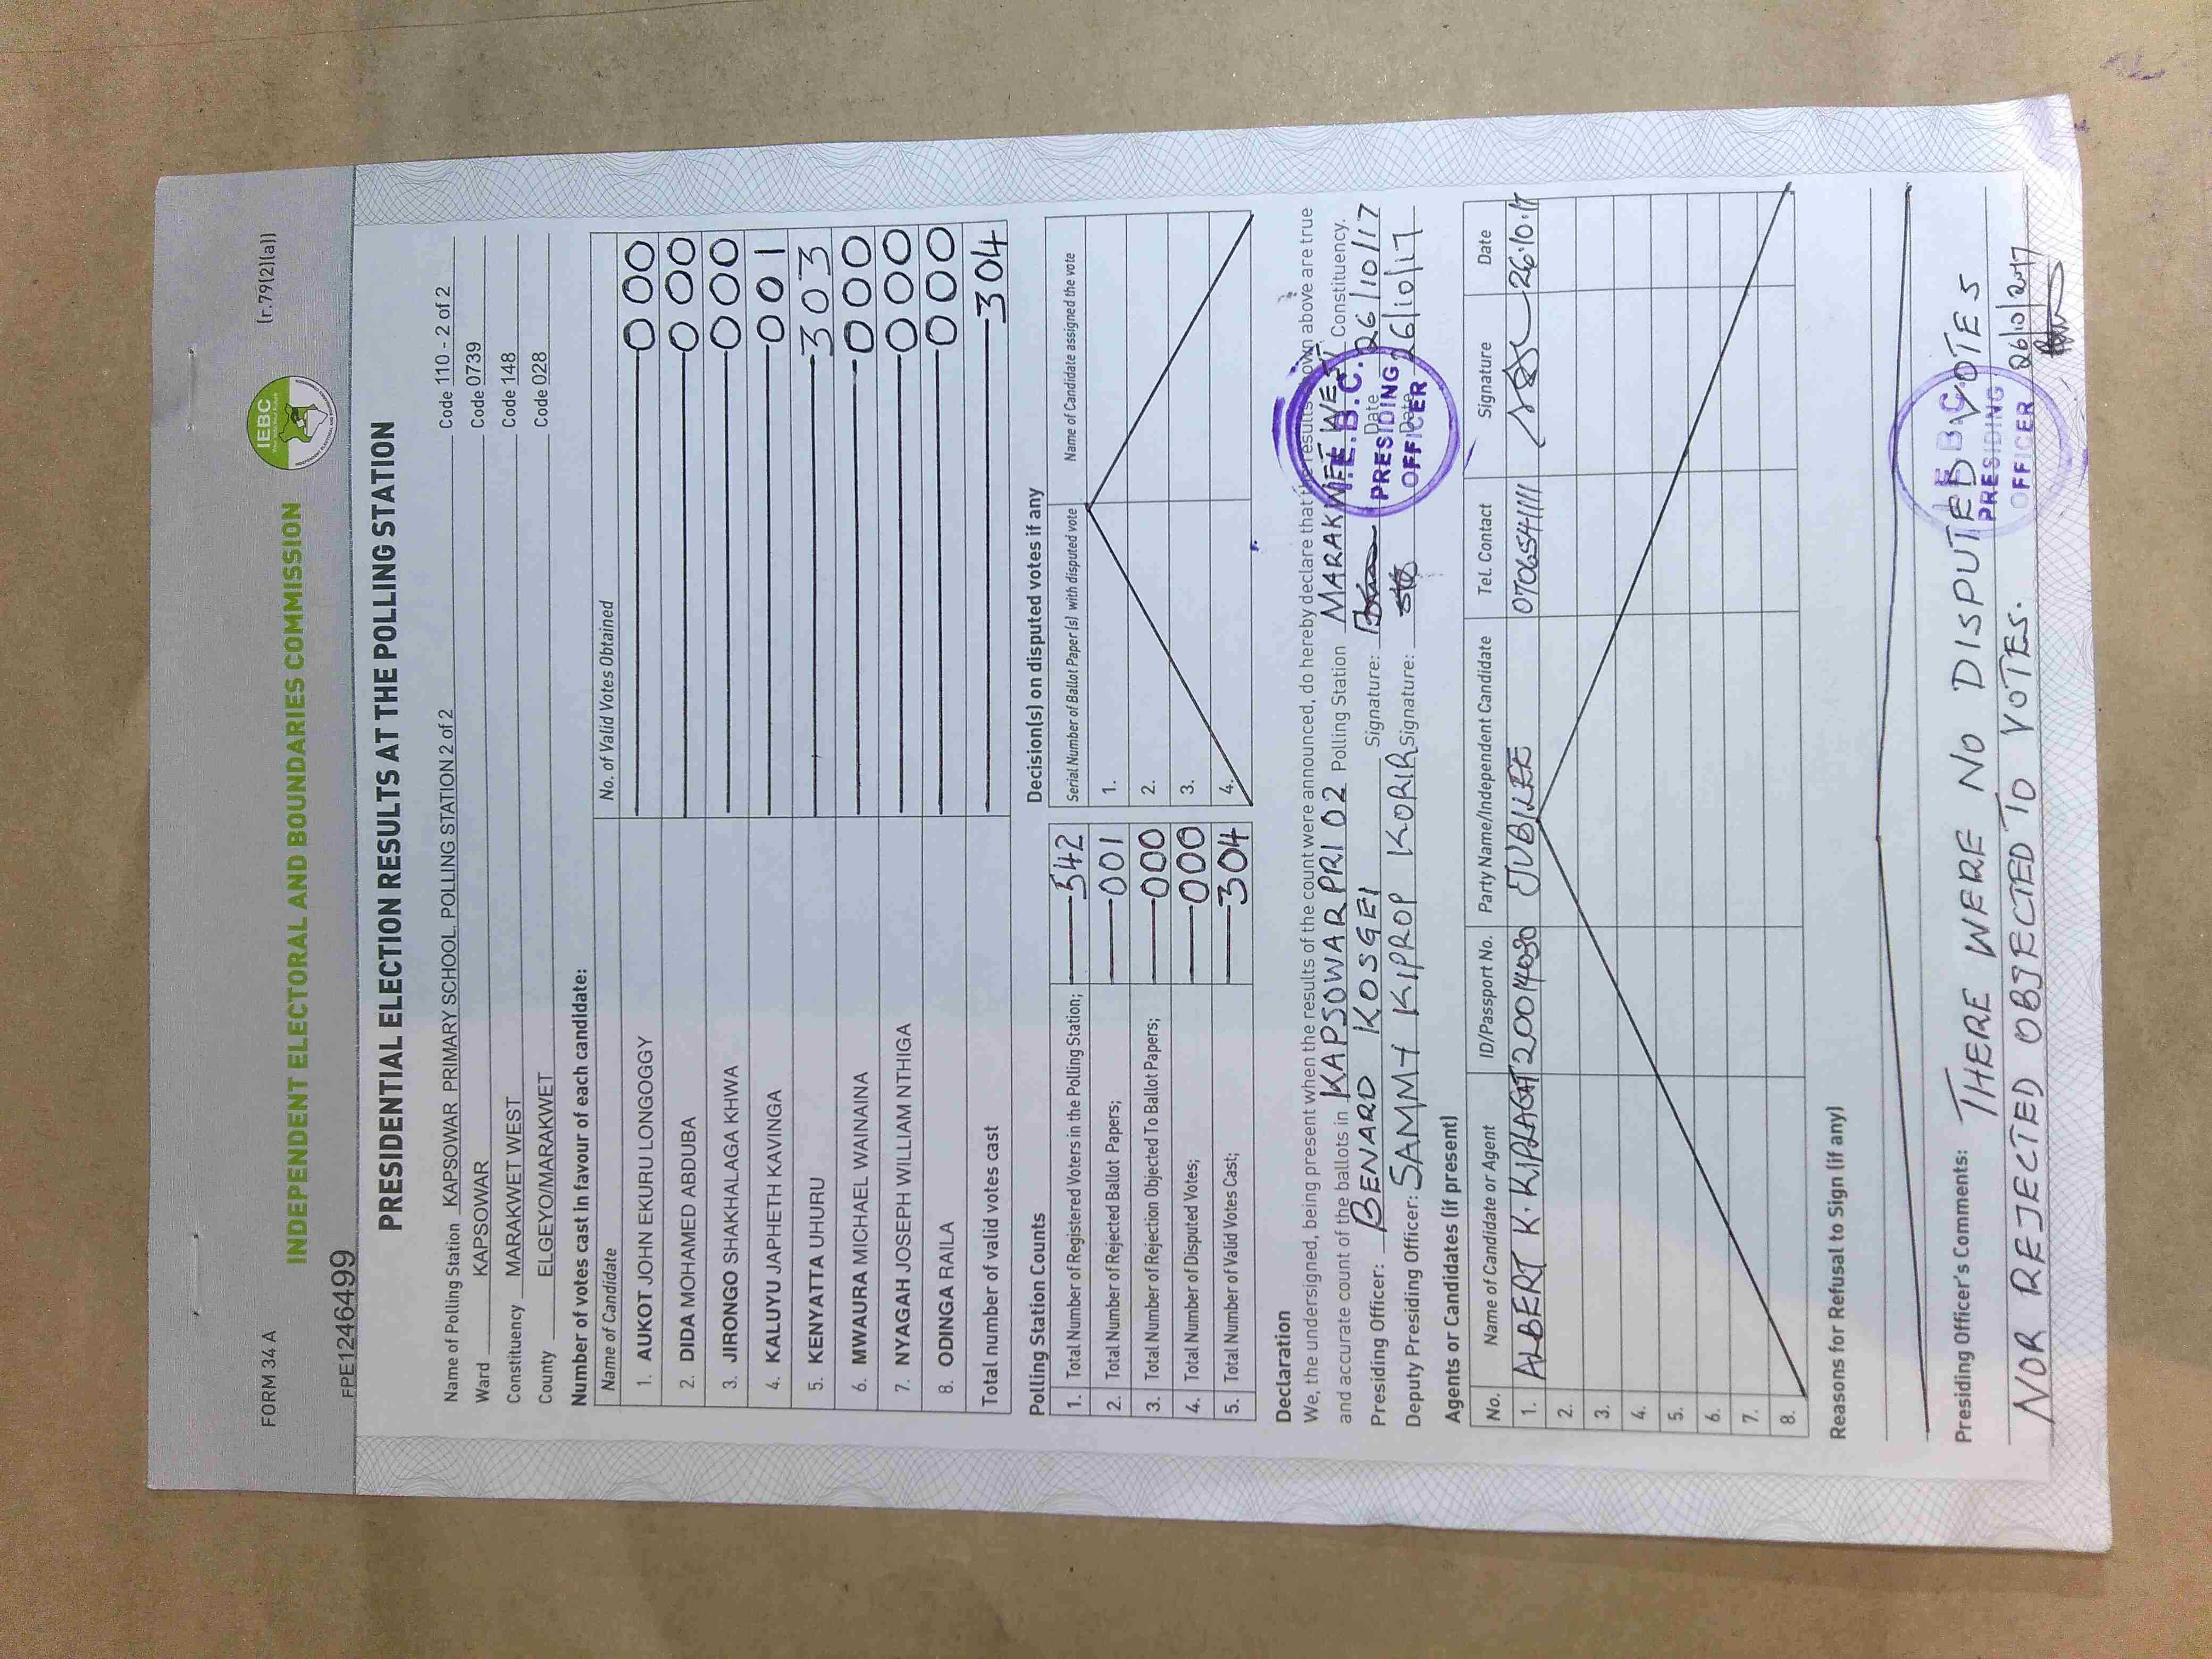 FORM 34 A
(r.79(2)(a))
IEBC
INDEPENDENT ELECTORAL AND BOUNDARIES COMMISSION
FPE1246499
PRESIDENTIAL ELECTION RESULTS AT THE POLLING STATION
Name of Polling Station KAPSOWAR PRIMARY SCHOOL, POLLING STATION 2 of 2 Code 110 - 2 of 2
Ward KAPSOWAR Code 0739
Constituency MARAKWET WEST Code 148
County ELGEYO/MARAKWET Code 028
Number of votes cast in favour of each candidate:
Name of Candidate No. of Valid Votes Obtained
1. AUKOT JOHN EKURU LONGOGGY 000
2. DIDA MOHAMED ABDUBA 000
3. JIRONGO SHAKHALAGA KHWA 000
4. KALUYU JAPHETH KAVINGA 001
5. KENYATTA UHURU 303
6. MWAURA MICHAEL WAINAINA 000
7. NYAGAH JOSEPH WILLIAM NTHIGA 000
8. ODINGA RAILA 000
Total number of valid votes cast 304
Polling Station Counts
1. Total Number of Registered Voters in the Polling Station; 542
2. Total Number of Rejected Ballot Papers; 001
3. Total Number of Rejection Objected To Ballot Papers; 000
4. Total Number of Disputed Votes; 000
5. Total Number of Valid Votes Cast; 304
Decision(s) on disputed votes if any
Serial Number of Ballot Paper (s) with disputed vote Name of Candidate assigned the vote
1.
2.
3.
4.
Declaration
We, the undersigned, being present when the results of the count were announced, do hereby declare that the results shown above are true
and accurate count of the ballots in KAPSOWAR PRI 02 Polling Station MARAKWET WEST Constituency.
Presiding Officer: BENARD KOSGEI Signature: Date 26/10/17
Deputy Presiding Officer: SAMMY KIPROP KORIR Signature: Date 26/10/17
I.E.B.C.
PRESIDING
OFFICER
Agents or Candidates (if present)
No. Name of Candidate or Agent ID/Passport No. Party Name/Independent Candidate Tel. Contact Signature Date
1. ALBERT K. KIPLAGAT 20014030 JUBILEE 26.10.17
2.
3.
4.
5.
6.
7.
8.
Reasons for Refusal to Sign (if any)
Presiding Officer's Comments: THERE WERE NO DISPUTED VOTES
NOR REJECTED OBJECTED TO VOTES. 26/10/2017
PRESIDING
OFFICER